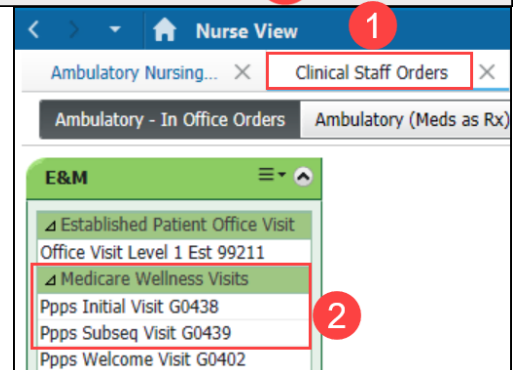 Nurse View
1
Ambulatory Nursing... × Clinical Staff Orders ×
Ambulatory - In Office Orders Ambulatory (Meds as Rx)
E&M
Established Patient Office Visit
Office Visit Level 1 Est 99211
Medicare Wellness Visits
Ppps Initial Visit G0438
Ppps Subseq Visit G0439
2
Ppps Welcome Visit G0402